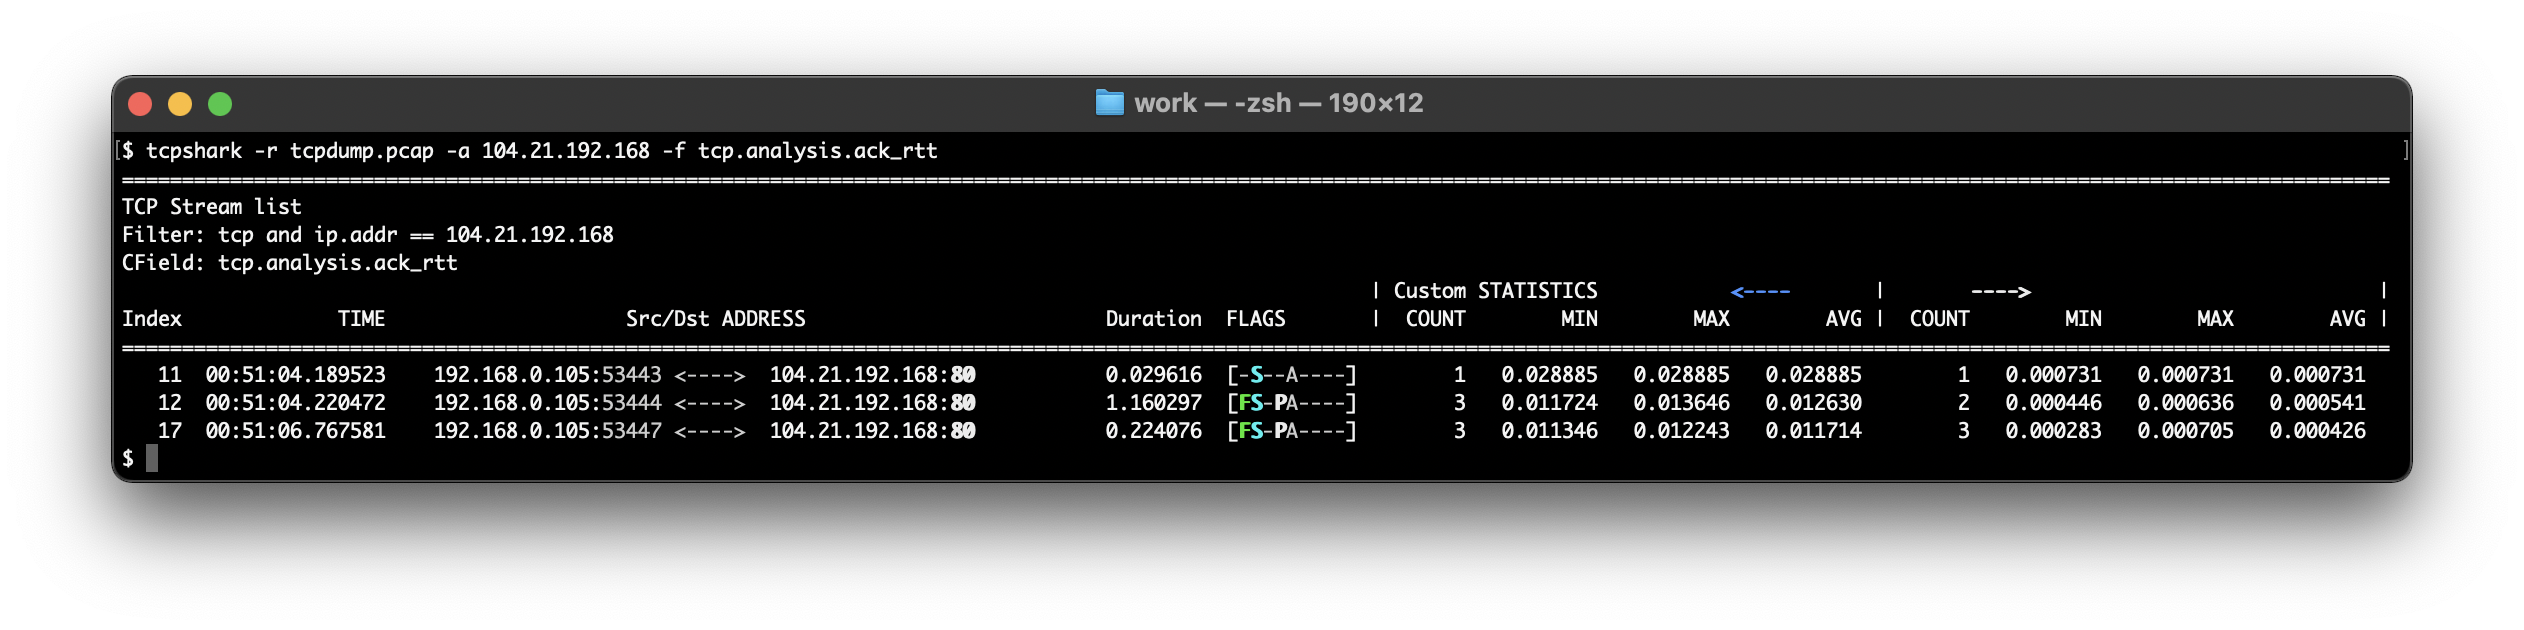 work — -zsh — 190×12
$ tcpshark -r tcpdump.pcap -a 104.21.192.168 -f tcp.analysis.ack_rtt
================================================================================
TCP Stream list
Filter: tcp and ip.addr == 104.21.192.168
CField: tcp.analysis.ack_rtt
| Custom STATISTICS <---- | ----> |
Index TIME Src/Dst ADDRESS Duration FLAGS | COUNT MIN MAX AVG | COUNT MIN MAX AVG |
================================================================================
11 00:51:04.189523 192.168.0.105:53443 <----> 104.21.192.168:80 0.029616 [-S--A----] 1 0.028885 0.028885 0.028885 1 0.000731 0.000731 0.000731
12 00:51:04.220472 192.168.0.105:53444 <----> 104.21.192.168:80 1.160297 [FS-PA----] 3 0.011724 0.013646 0.012630 2 0.000446 0.000636 0.000541
17 00:51:06.767581 192.168.0.105:53447 <----> 104.21.192.168:80 0.224076 [FS-PA----] 3 0.011346 0.012243 0.011714 3 0.000283 0.000705 0.000426
$